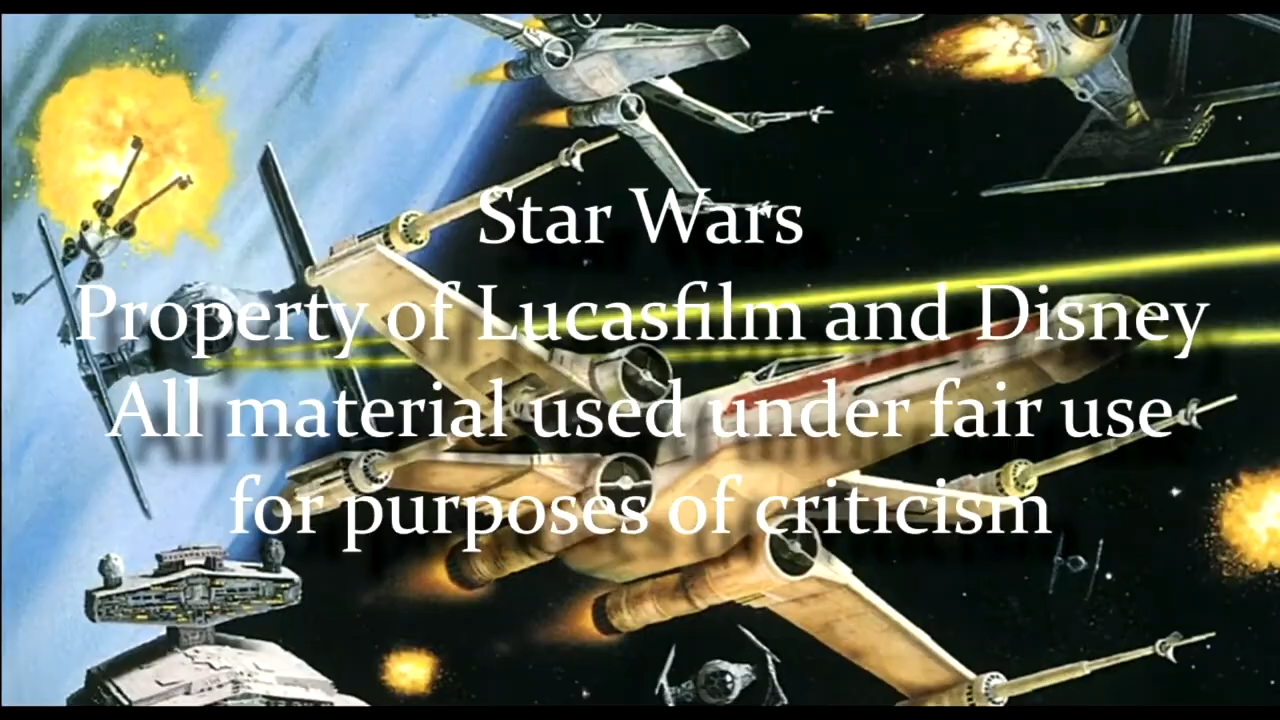 Star Wars
Property of Lucasfilm and Disney
All material used under fair use
for purposes of criticism